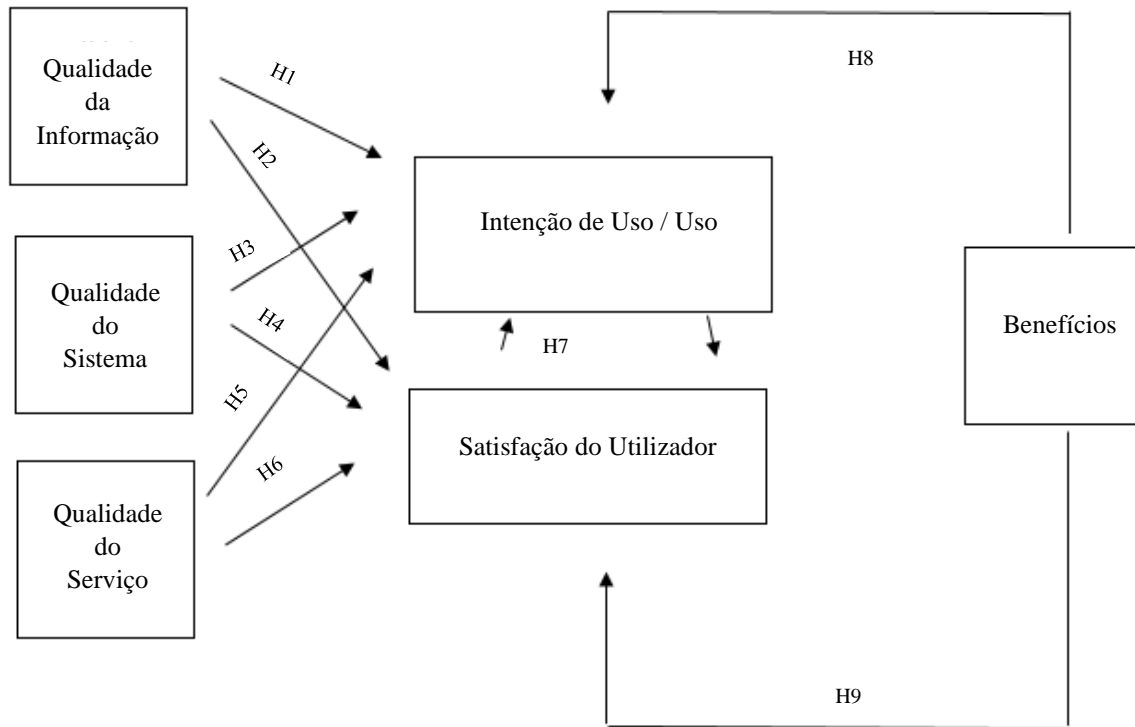 Qualidade
da
Informação
H1
H2
H8
Intenção de Uso / Uso
H3
Qualidade
do
Sistema
H4
H7
Benefícios
H5
Satisfação do Utilizador
H6
Qualidade
do
Serviço
H9